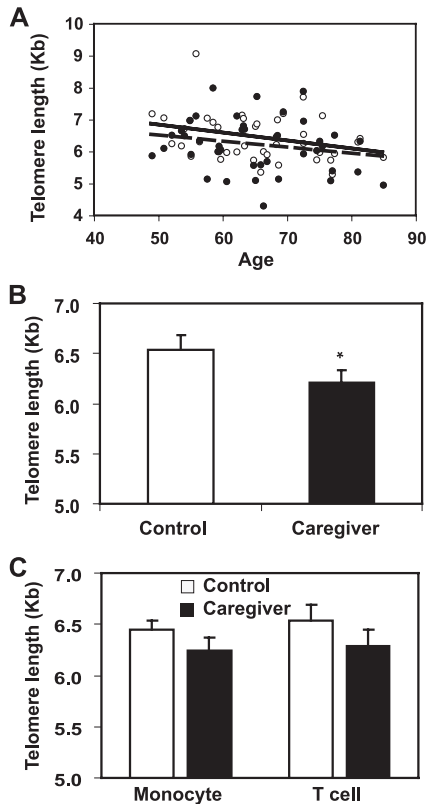 A
Telomere length (Kb)
10
9
8
7
6
5
4
40 50 60 70 80 90
Age
B
Telomere length (Kb)
7.0
6.5
6.0
5.5
5.0
*
Control Caregiver
C
Telomere length (Kb)
7.0
6.5
6.0
5.5
5.0
Control
Caregiver
Monocyte T cell